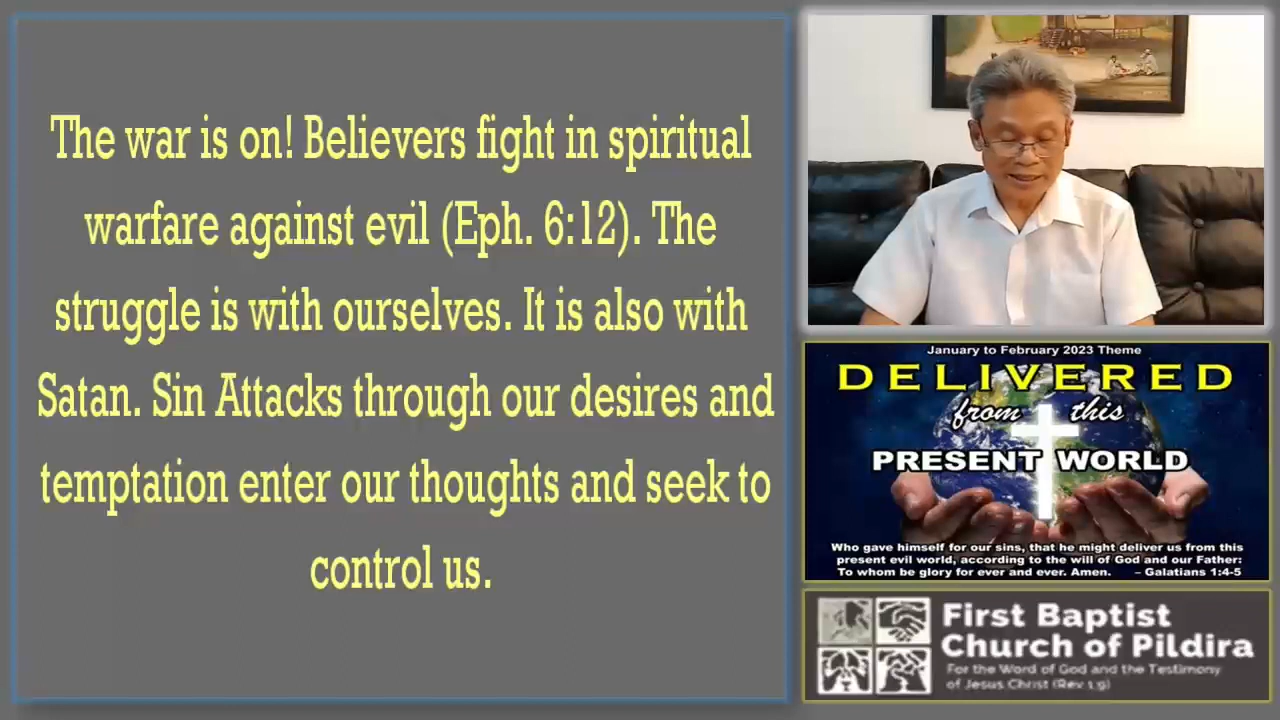 The war is on! Believers fight in spiritual
warfare against evil (Eph. 6:12). The
struggle is with ourselves. It is also with
Satan. Sin Attacks through our desires and
temptation enter our thoughts and seek to
control us.
January to February 2023 Theme
DELIVERED
from this
PRESENT WORLD
Who gave himself for our sins, that he might deliver us from this
present evil world, according to the will of God and our Father:
To whom be glory for ever and ever. Amen. – Galatians 1:4-5
First Baptist
Church of Pildira
For the Word of God and the Testimony
of Jesus Christ (Rev 1:9)